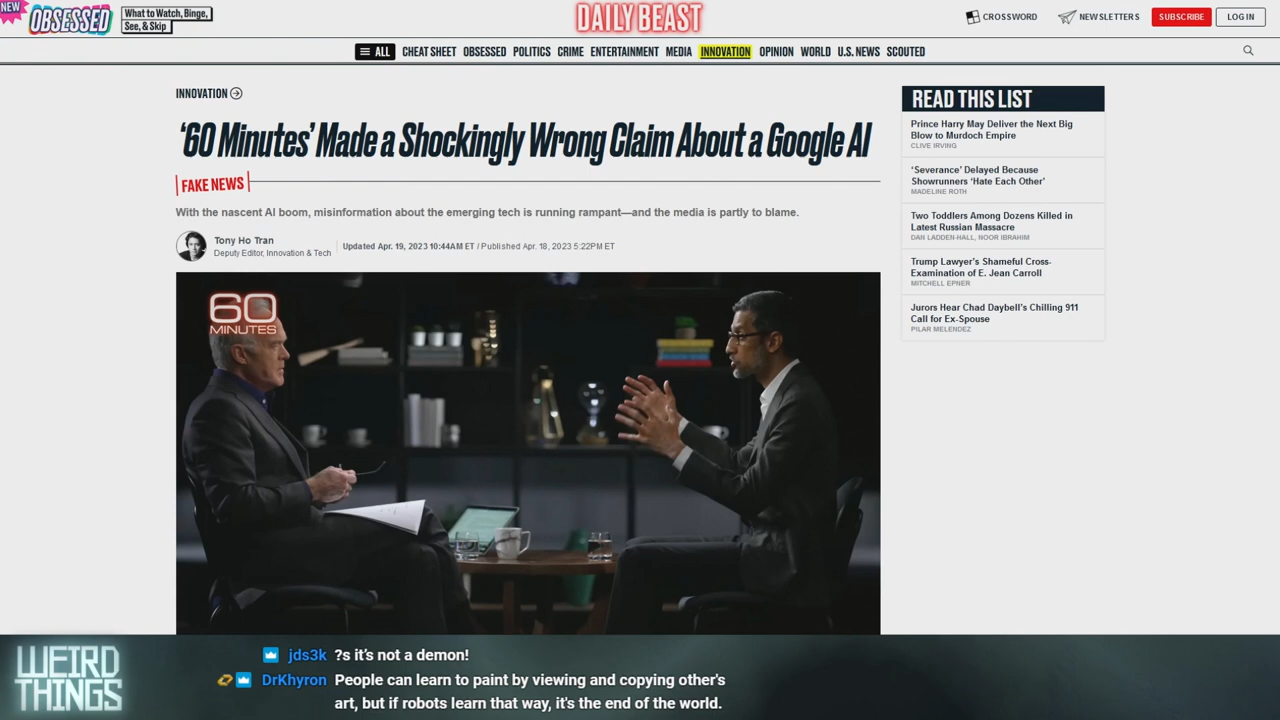 NEW
OBSESSED
What to Watch, Binge,
See, & Skip
DAILY BEAST
CROSSWORD
NEWSLETTERS
SUBSCRIBE
LOG IN
ALL CHEAT SHEET OBSESSED POLITICS CRIME ENTERTAINMENT MEDIA INNOVATION OPINION WORLD U.S. NEWS SCOUTED
INNOVATION
'60 Minutes' Made a Shockingly Wrong Claim About a Google AI
FAKE NEWS
With the nascent AI boom, misinformation about the emerging tech is running rampant—and the media is partly to blame.
Tony Ho Tran
Deputy Editor, Innovation & Tech
Updated Apr. 19, 2023 10:44AM ET / Published Apr. 18, 2023 5:22PM ET
60
MINUTES
READ THIS LIST
Prince Harry May Deliver the Next Big
Blow to Murdoch Empire
CLIVE IRVING
'Severance' Delayed Because
Showrunners 'Hate Each Other'
MADELINE ROTH
Two Toddlers Among Dozens Killed in
Latest Russian Massacre
DAN LADDEN-HALL, NOOR IBRAHIM
Trump Lawyer's Shameful Cross-
Examination of E. Jean Carroll
MITCHELL EPNER
Jurors Hear Chad Daybell's Chilling 911
Call for Ex-Spouse
PILAR MELENDEZ
WEIRD
THINGS
jds3k ?s it's not a demon!
DrKhyron People can learn to paint by viewing and copying other's
art, but if robots learn that way, it's the end of the world.